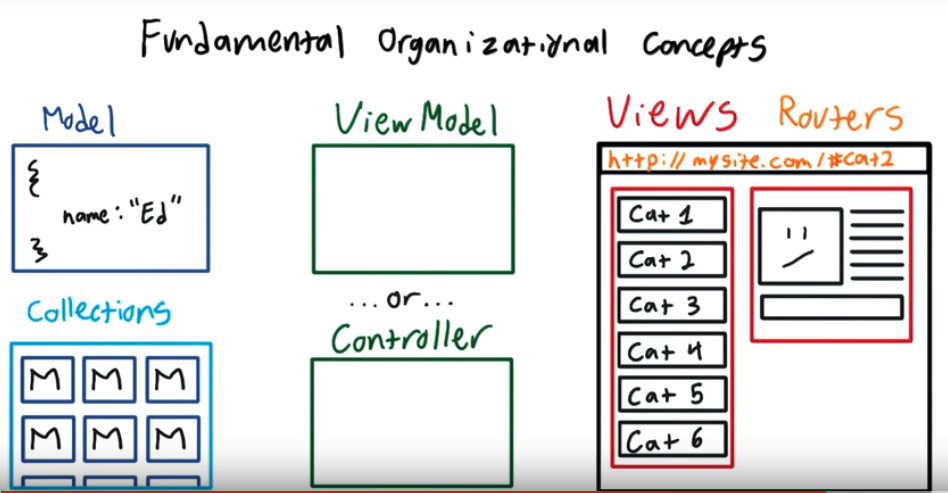 Fundamental Organizational Concepts
Model
{
name: "Ed"
}
Collections
M M M
M M M
View Model
...or...
Controller
Views
Routers
http://mysite.com/#cat2
Cat 1
Cat 2
Cat 3
Cat 4
Cat 5
Cat 6